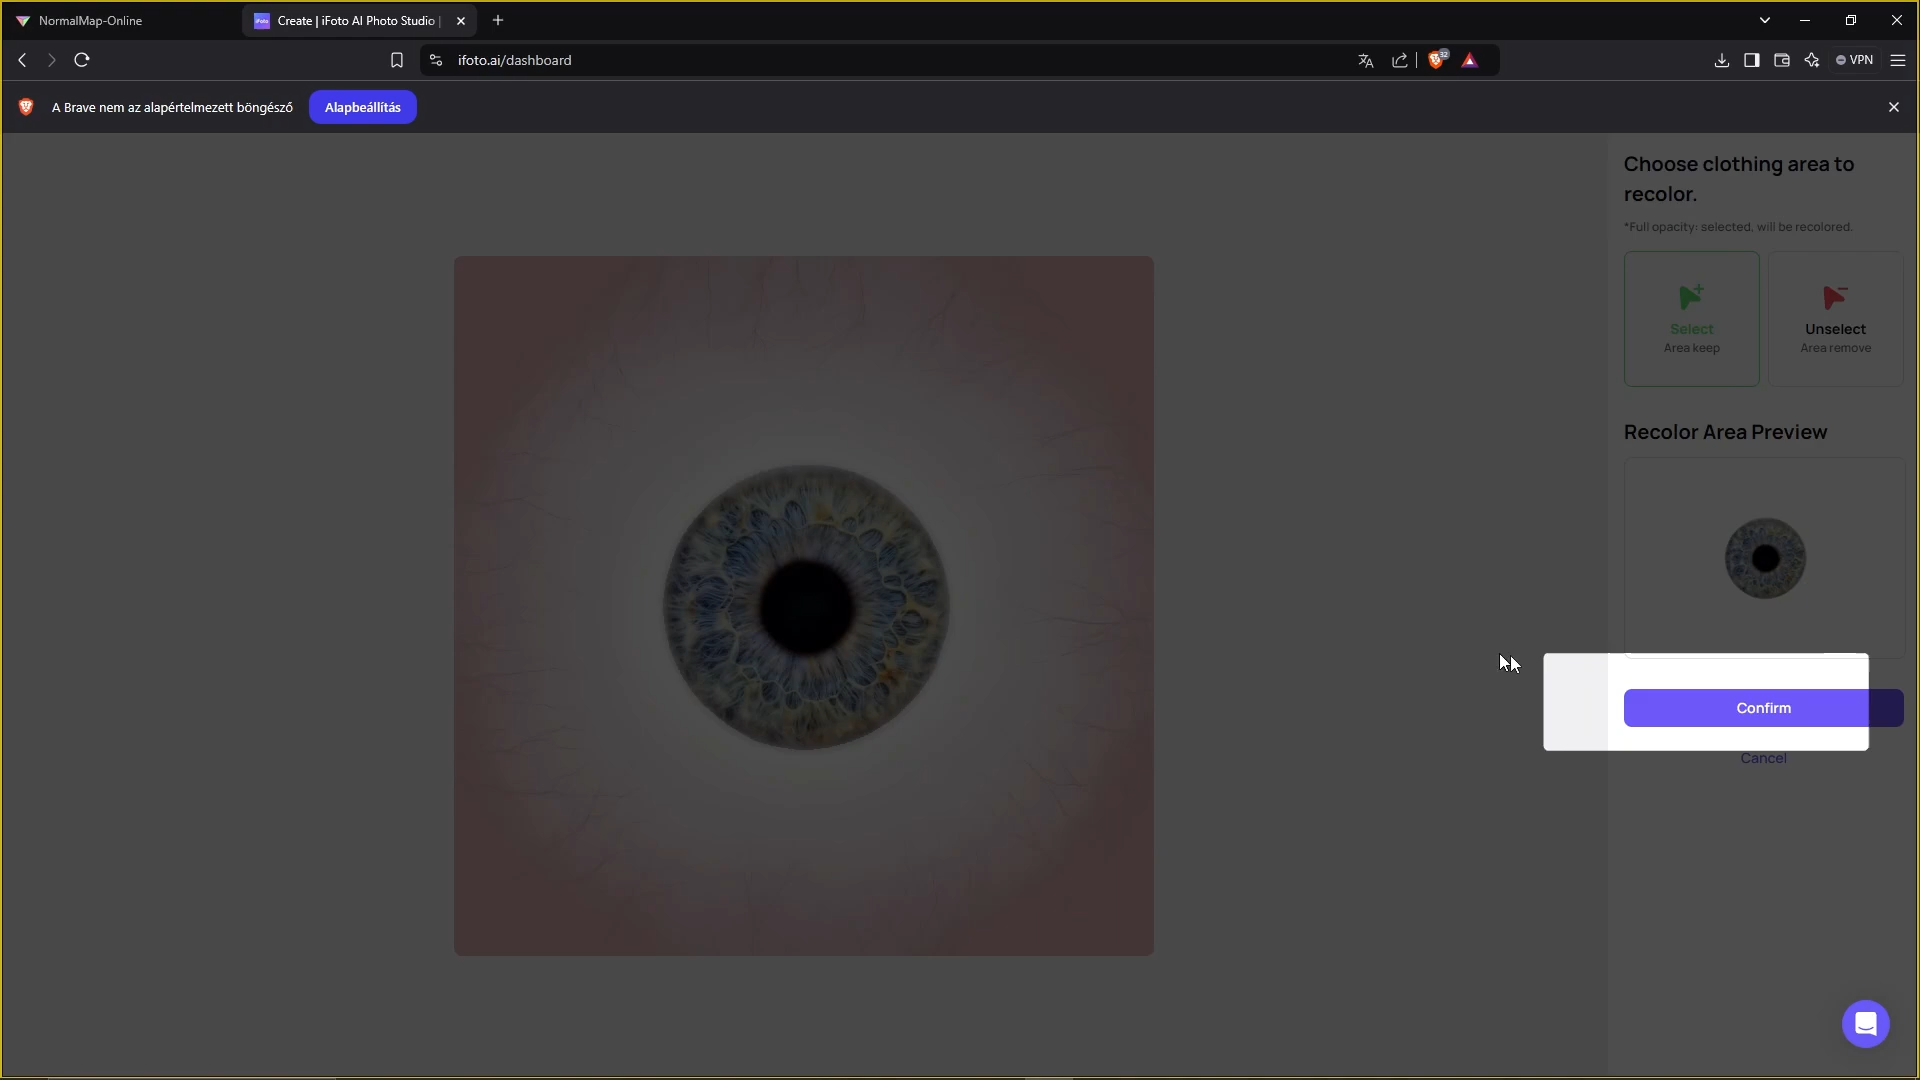 NormalMap-Online
Create | iFoto AI Photo Studio |
ifoto.ai/dashboard
32
VPN
A Brave nem az alapértelmezett böngésző
Alapbeállítás
Choose clothing area to
recolor.
*Full opacity: selected, will be recolored.
Select
Area keep
Unselect
Area remove
Recolor Area Preview
Confirm
Cancel